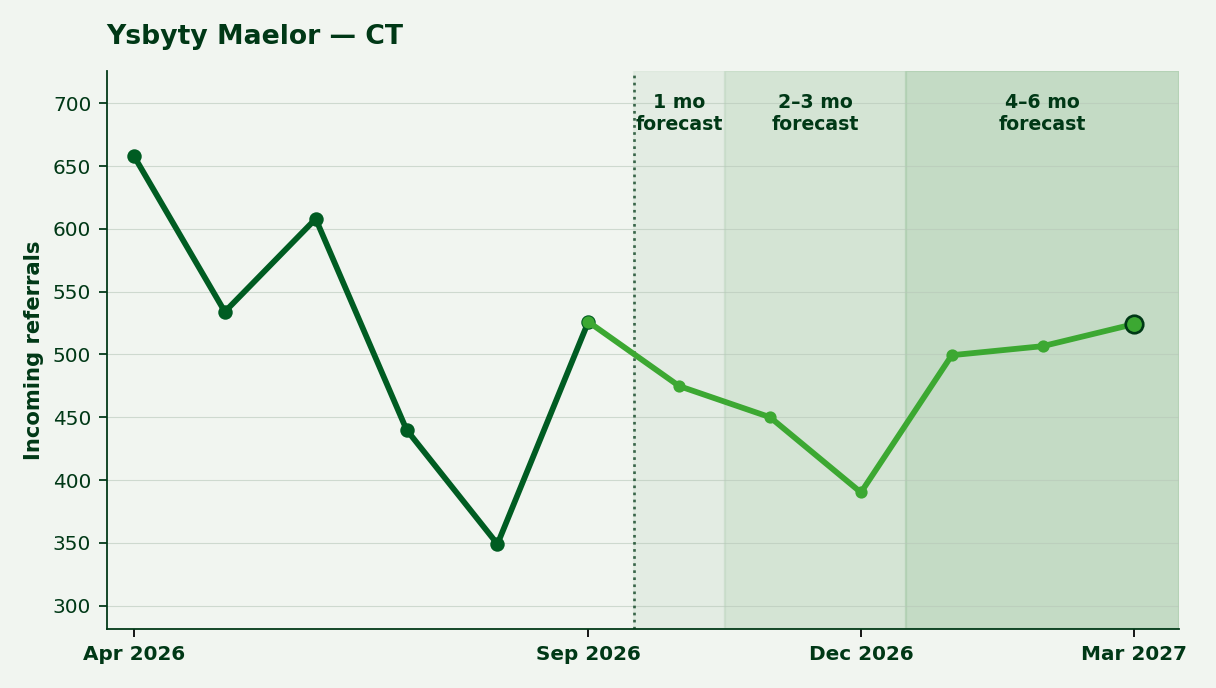 Ysbyty Maelor — CT
1 mo
forecast
2–3 mo
forecast
4–6 mo
forecast
Incoming referrals
700
650
600
550
500
450
400
350
300
Apr 2026
Sep 2026
Dec 2026
Mar 2027